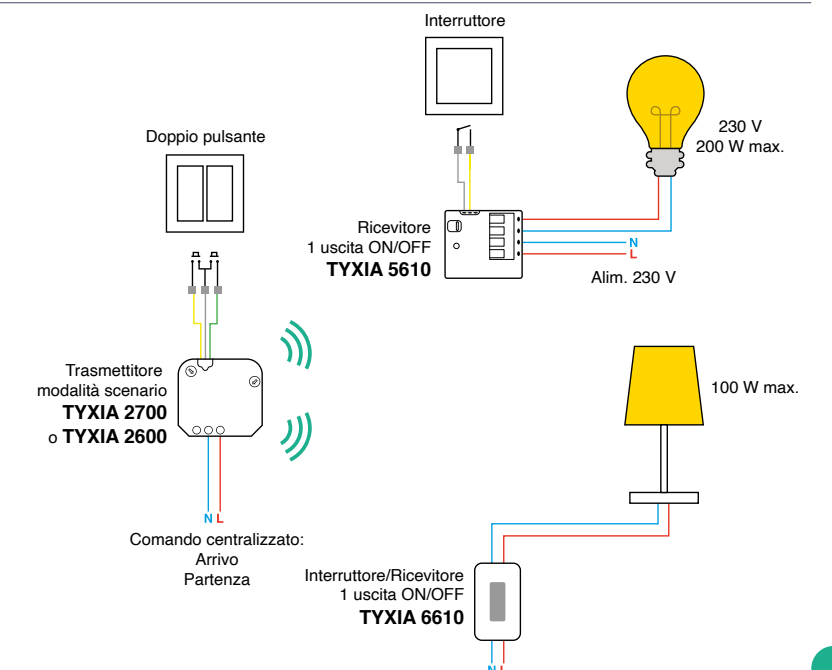 Interruttore
230 V
200 W max.
Doppio pulsante
Ricevitore
1 uscita ON/OFF
TYXIA 5610
N
L
Alim. 230 V
Trasmettitore
modalità scenario
TYXIA 2700
o TYXIA 2600
N L
Comando centralizzato:
Arrivo
Partenza
100 W max.
Interruttore/Ricevitore
1 uscita ON/OFF
TYXIA 6610
N L